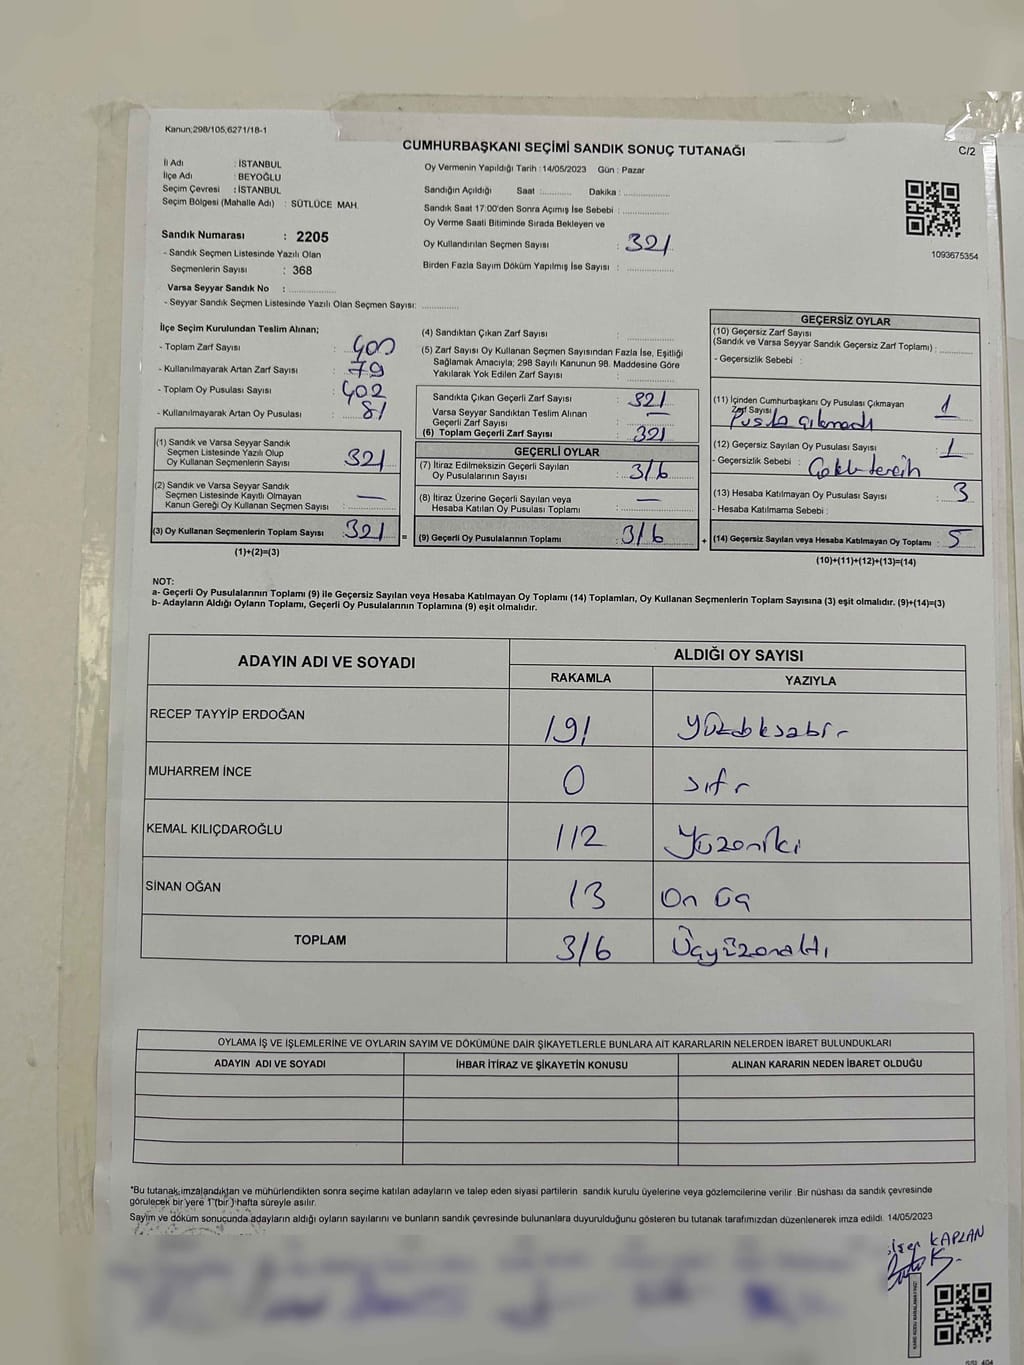 Kanun;298/105,6271/18-1
CUMHURBAŞKANI SEÇİMİ SANDIK SONUÇ TUTANAĞI
C/2
İl Adı : İSTANBUL
İlçe Adı : BEYOĞLU
Seçim Çevresi : İSTANBUL
Seçim Bölgesi (Mahalle Adı) : SÜTLÜCE MAH.
Sandık Numarası : 2205
- Sandık Seçmen Listesinde Yazılı Olan
Seçmenlerin Sayısı : 368
Varsa Seyyar Sandık No : ............
- Seyyar Sandık Seçmen Listesinde Yazılı Olan Seçmen Sayısı: ............
Oy Vermenin Yapıldığı Tarih : 14/05/2023 Gün : Pazar
Sandığın Açıldığı Saat :.......... Dakika : ............
Sandık Saat 17:00'den Sonra Açımış İse Sebebi : ............
Oy Verme Saati Bitiminde Sırada Bekleyen ve
Oy Kullandırılan Seçmen Sayısı : 321
Birden Fazla Sayım Döküm Yapılmış İse Sayısı : ............
1093675354
İlçe Seçim Kurulundan Teslim Alınan;
- Toplam Zarf Sayısı : 400
- Kullanılmayarak Artan Zarf Sayısı : 79
- Toplam Oy Pusulası Sayısı : 402
- Kullanılmayarak Artan Oy Pusulası : 81
(1) Sandık ve Varsa Seyyar Sandık
Seçmen Listesinde Yazılı Olup
Oy Kullanan Seçmenlerin Sayısı 321
(2) Sandık ve Varsa Seyyar Sandık
Seçmen Listesinde Kayıtlı Olmayan
Kanun Gereği Oy Kullanan Seçmen Sayısı : —
(3) Oy Kullanan Seçmenlerin Toplam Sayısı : 321
(1)+(2)=(3)
=
(4) Sandıktan Çıkan Zarf Sayısı : ............
(5) Zarf Sayısı Oy Kullanan Seçmen Sayısından Fazla İse, Eşitliği
Sağlamak Amacıyla; 298 Sayılı Kanunun 98. Maddesine Göre
Yakılarak Yok Edilen Zarf Sayısı : ............
Sandıkta Çıkan Geçerli Zarf Sayısı : 321
Varsa Seyyar Sandıktan Teslim Alınan
Geçerli Zarf Sayısı : —
(6) Toplam Geçerli Zarf Sayısı : 321
GEÇERLİ OYLAR
(7) İtiraz Edilmeksizin Geçerli Sayılan
Oy Pusulalarının Sayısı : 316
(8) İtiraz Üzerine Geçerli Sayılan veya
Hesaba Katılan Oy Pusulaları Toplamı : —
(9) Geçerli Oy Pusulalarının Toplamı : 316
+
GEÇERSİZ OYLAR
(10) Geçersiz Zarf Sayısı
(Sandık ve Varsa Seyyar Sandık Geçersiz Zarf Toplamı) : ............
- Geçersizlik Sebebi :
(11) İçinden Cumhurbaşkanı Oy Pusulası Çıkmayan
Zarf Sayısı : 1
Pusula çıkmadı
(12) Geçersiz Sayılan Oy Pusulası Sayısı : 1
- Geçersizlik Sebebi : Çoklu tercih
(13) Hesaba Katılmayan Oy Pusulası Sayısı : 3
- Hesaba Katılmama Sebebi :
(14) Geçersiz Sayılan veya Hesaba Katılmayan Oy Toplamı : 5
(10)+(11)+(12)+(13)=(14)
NOT:
a- Geçerli Oy Pusulalarının Toplamı (9) ile Geçersiz Sayılan veya Hesaba Katılmayan Oy Toplamı (14) Toplamları, Oy Kullanan Seçmenlerin Toplam Sayısına (3) eşit olmalıdır. (9)+(14)=(3)
b- Adayların Aldığı Oyların Toplamı, Geçerli Oy Pusulalarının Toplamına (9) eşit olmalıdır.
ADAYIN ADI VE SOYADI
ALDIĞI OY SAYISI
RAKAMLA YAZIYLA
RECEP TAYYİP ERDOĞAN 191 Yüzdoksabir
MUHARREM İNCE 0 sıfr
KEMAL KILIÇDAROĞLU 112 Yüzoniki
SİNAN OĞAN 13 On üç
TOPLAM 316 Üçyüzonaltı
OYLAMA İŞ VE İŞLEMLERİNE VE OYLARIN SAYIM VE DÖKÜMÜNE DAİR ŞİKAYETLERLE BUNLARA AİT KARARLARIN NELERDEN İBARET BULUNDUKLARI
ADAYIN ADI VE SOYADI İHBAR İTİRAZ VE ŞİKAYETİN KONUSU ALINAN KARARIN NEDEN İBARET OLDUĞU
*Bu tutanak imzalandıktan ve mühürlendikten sonra seçime katılan adayların ve talep eden siyasi partilerin sandık kurulu üyelerine veya gözlemcilerine verilir. Bir nüshası da sandık çevresinde
görülecek bir yere 1 (bir) hafta süreyle asılır.
Sayım ve döküm sonucunda adayların aldığı oyların sayılarını ve bunların sandık çevresinde bulunanlara duyurulduğunu gösteren bu tutanak tarafımızdan düzenlenerek imza edildi. 14/05/2023
KAPLAN